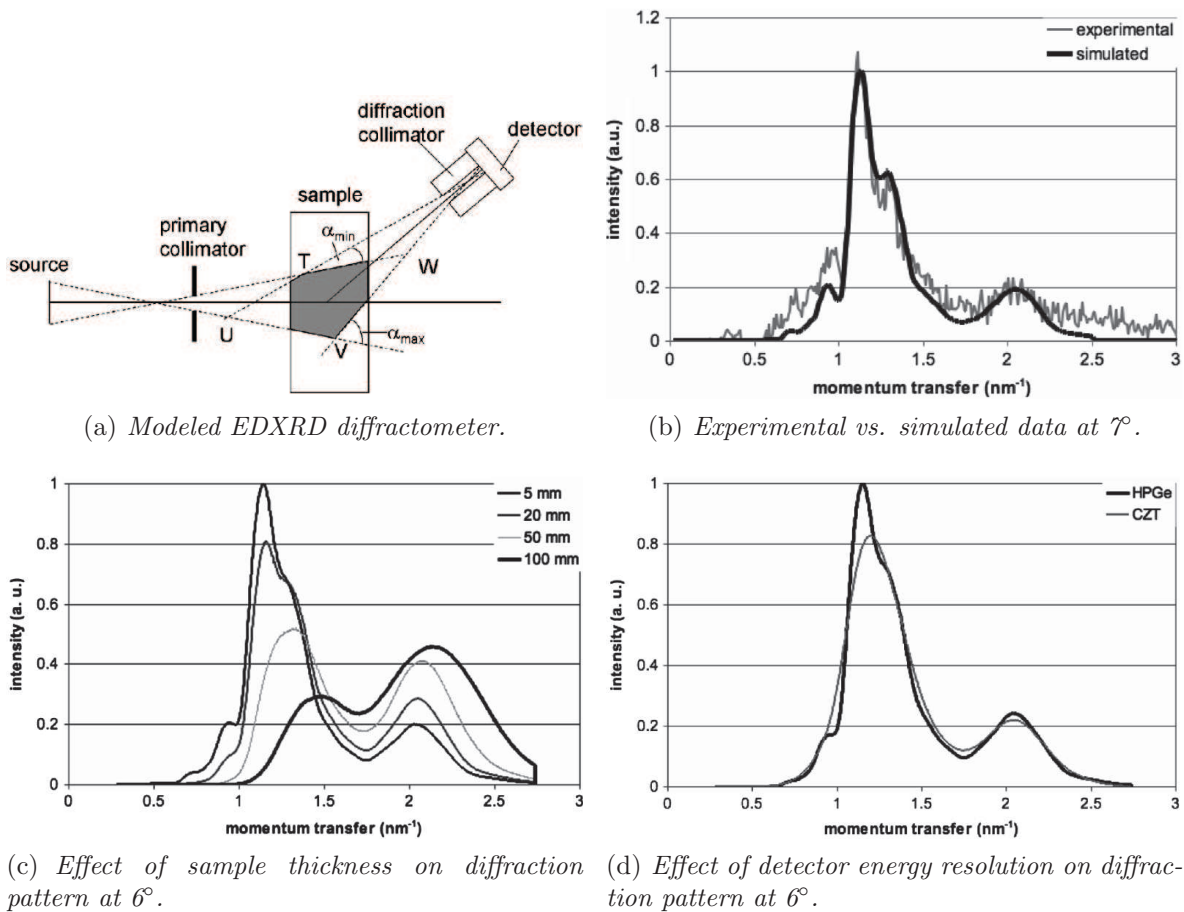 diffraction
collimator
detector
sample
primary
collimator
source
αmin
T
W
U
V
αmax
(a) Modeled EDXRD diffractometer.
experimental
simulated
intensity (a.u.)
1.2
1
0.8
0.6
0.4
0.2
0
0 0.5 1 1.5 2 2.5 3
momentum transfer (nm⁻¹)
(b) Experimental vs. simulated data at 7°.
5 mm
20 mm
50 mm
100 mm
intensity (a. u.)
1
0.8
0.6
0.4
0.2
0
0 0.5 1 1.5 2 2.5 3
momentum transfer (nm⁻¹)
(c) Effect of sample thickness on diffraction
pattern at 6°.
HPGe
CZT
intensity (a. u.)
1
0.8
0.6
0.4
0.2
0
0 0.5 1 1.5 2 2.5 3
momentum transfer (nm⁻¹)
(d) Effect of detector energy resolution on diffrac-
tion pattern at 6°.